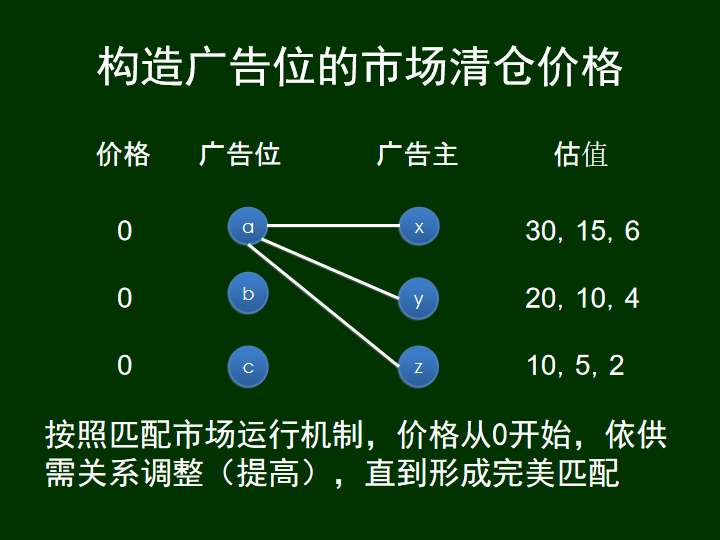 构造广告位的市场清仓价格
价格 广告位 广告主 估值
0 a x 30, 15, 6
0 b y 20, 10, 4
0 c z 10, 5, 2
按照匹配市场运行机制，价格从0开始，依供
需关系调整（提高），直到形成完美匹配